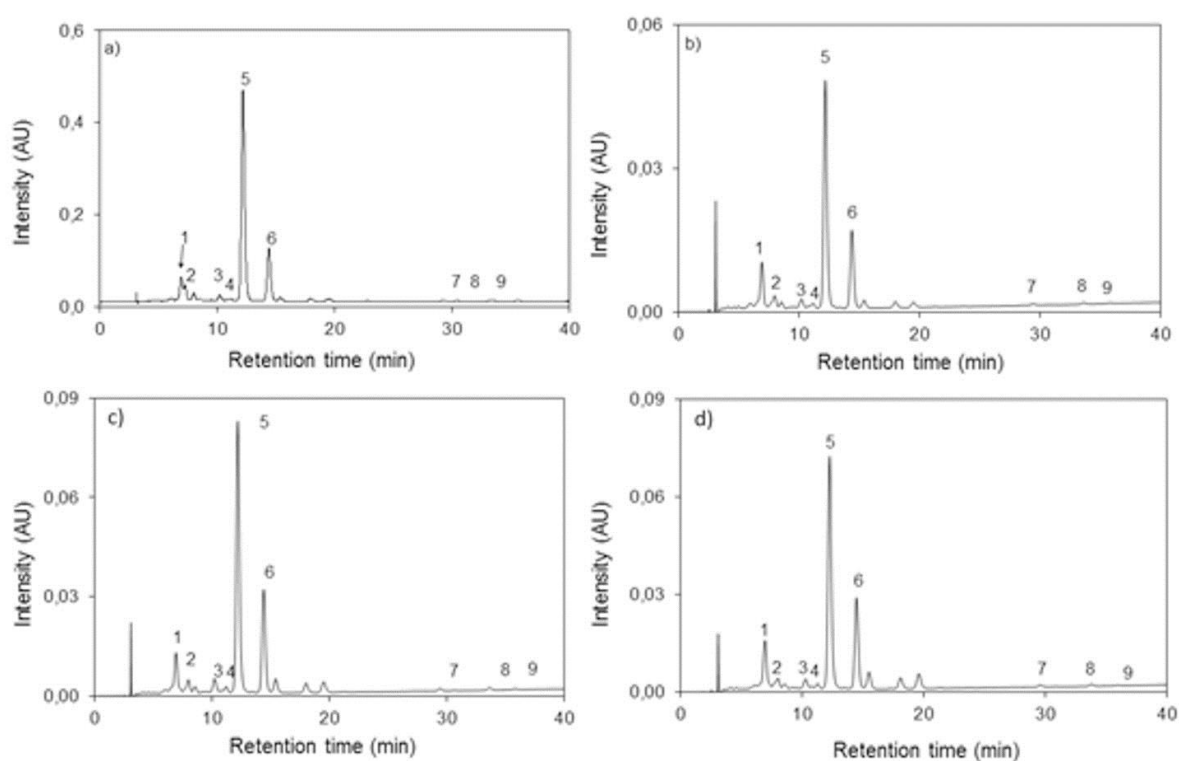 a)
Intensity (AU)
0,6
0,4
0,2
0,0
1
2
3
4
5
6
7 8 9
0 10 20 30 40
Retention time (min)
b)
Intensity (AU)
0,06
0,03
0,00
1
2
3 4
5
6
7 8 9
0 10 20 30 40
Retention time (min)
c)
Intensity (AU)
0,09
0,06
0,03
0,00
1
2
3 4
5
6
7 8 9
0 10 20 30 40
Retention time (min)
d)
Intensity (AU)
0,09
0,06
0,03
0,00
1
2
3 4
5
6
7 8 9
0 10 20 30 40
Retention time (min)